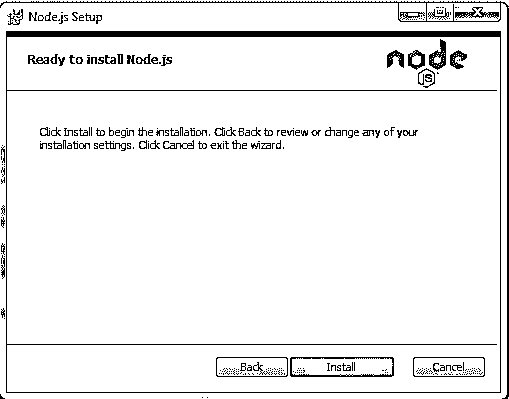 Node.js Setup
Ready to install Node.js
node
JS
Click Install to begin the installation. Click Back to review or change any of your
installation settings. Click Cancel to exit the wizard.
Back Install Cancel